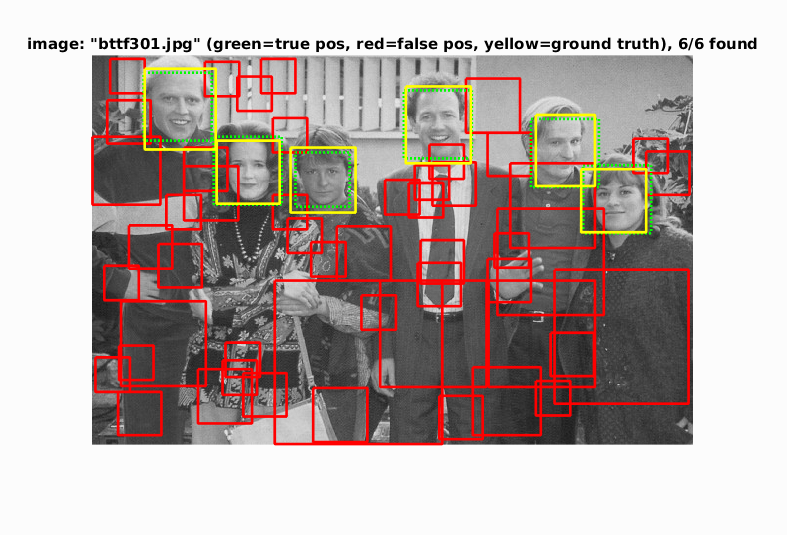 image: "bttf301.jpg" (green=true pos, red=false pos, yellow=ground truth), 6/6 found